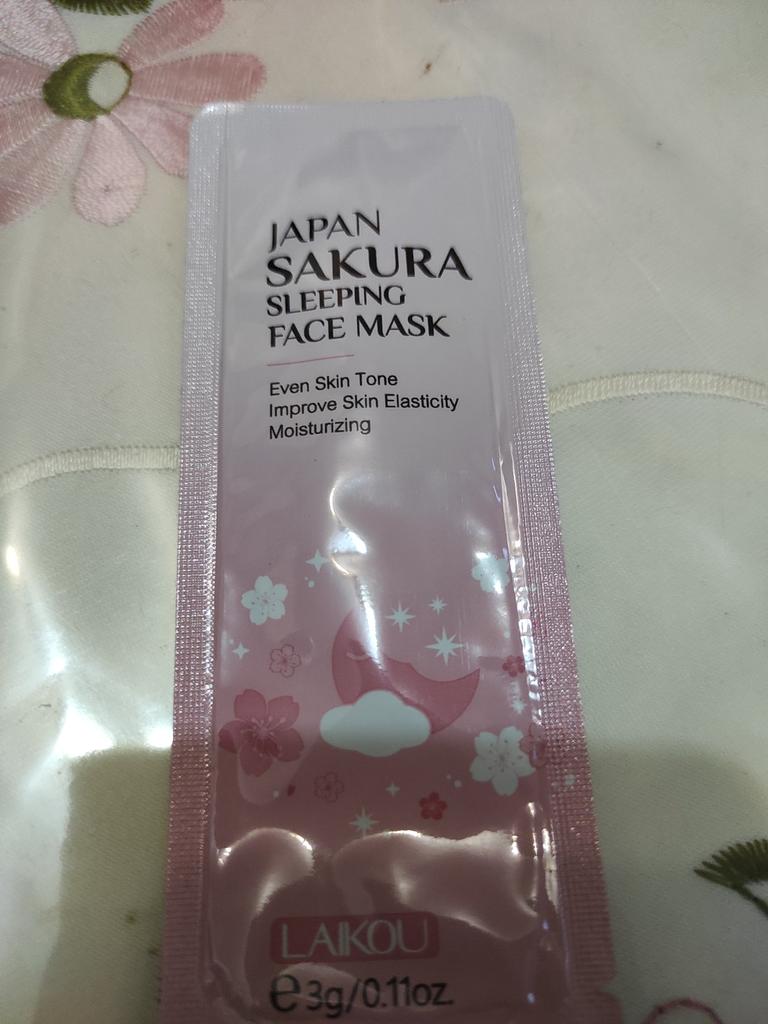 JAPAN
SAKURA
SLEEPING
FACE MASK
Even Skin Tone
Improve Skin Elasticity
Moisturizing
LAIKOU
℮ 3g/0.11oz.